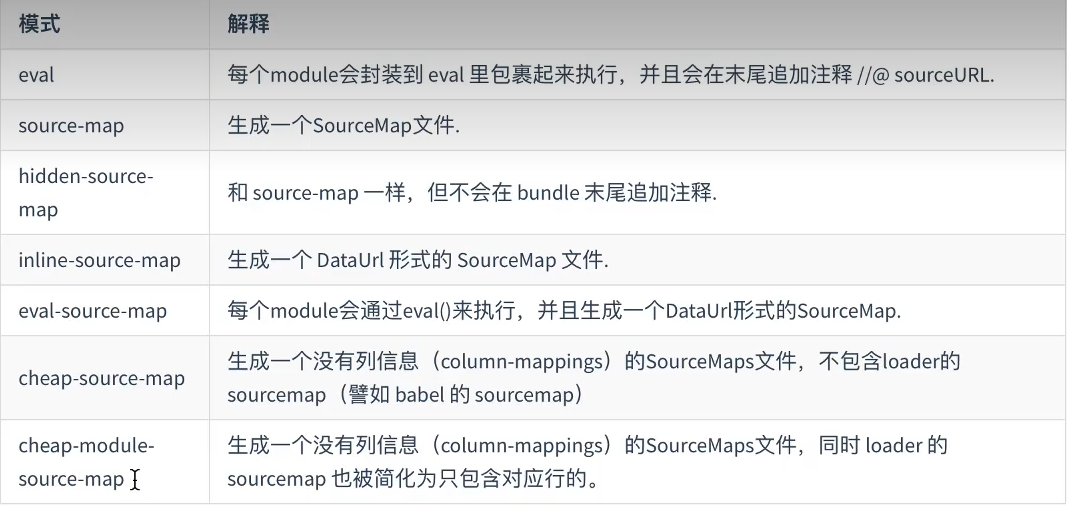 模式
解释
eval
每个module会封装到 eval 里包裹起来执行，并且会在末尾追加注释 //@ sourceURL.
source-map
生成一个SourceMap文件.
hidden-source-
map
和 source-map 一样，但不会在 bundle 末尾追加注释.
inline-source-map
生成一个 DataUrl 形式的 SourceMap 文件.
eval-source-map
每个module会通过eval()来执行，并且生成一个DataUrl形式的SourceMap.
cheap-source-map
生成一个没有列信息（column-mappings）的SourceMaps文件，不包含loader的
sourcemap（譬如 babel 的 sourcemap）
cheap-module-
source-map
生成一个没有列信息（column-mappings）的SourceMaps文件，同时 loader 的
sourcemap 也被简化为只包含对应行的。